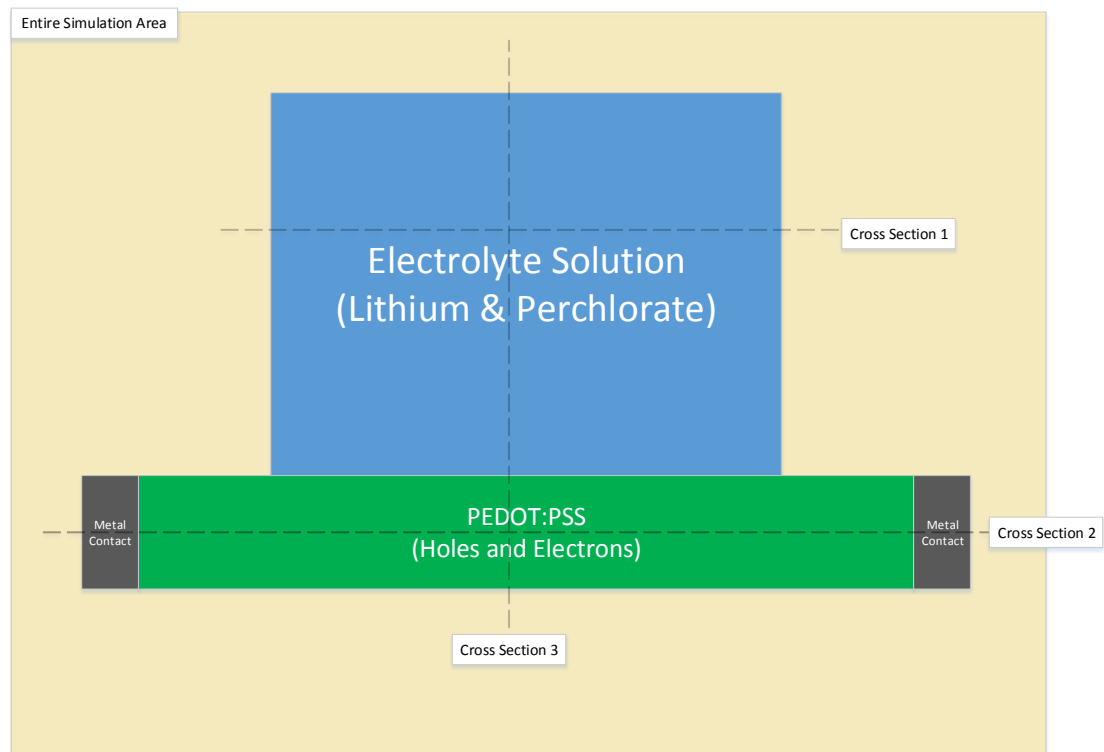 Entire Simulation Area
Cross Section 1
Electrolyte Solution
(Lithium & Perchlorate)
Metal
Contact
PEDOT:PSS
(Holes and Electrons)
Metal
Contact
Cross Section 2
Cross Section 3